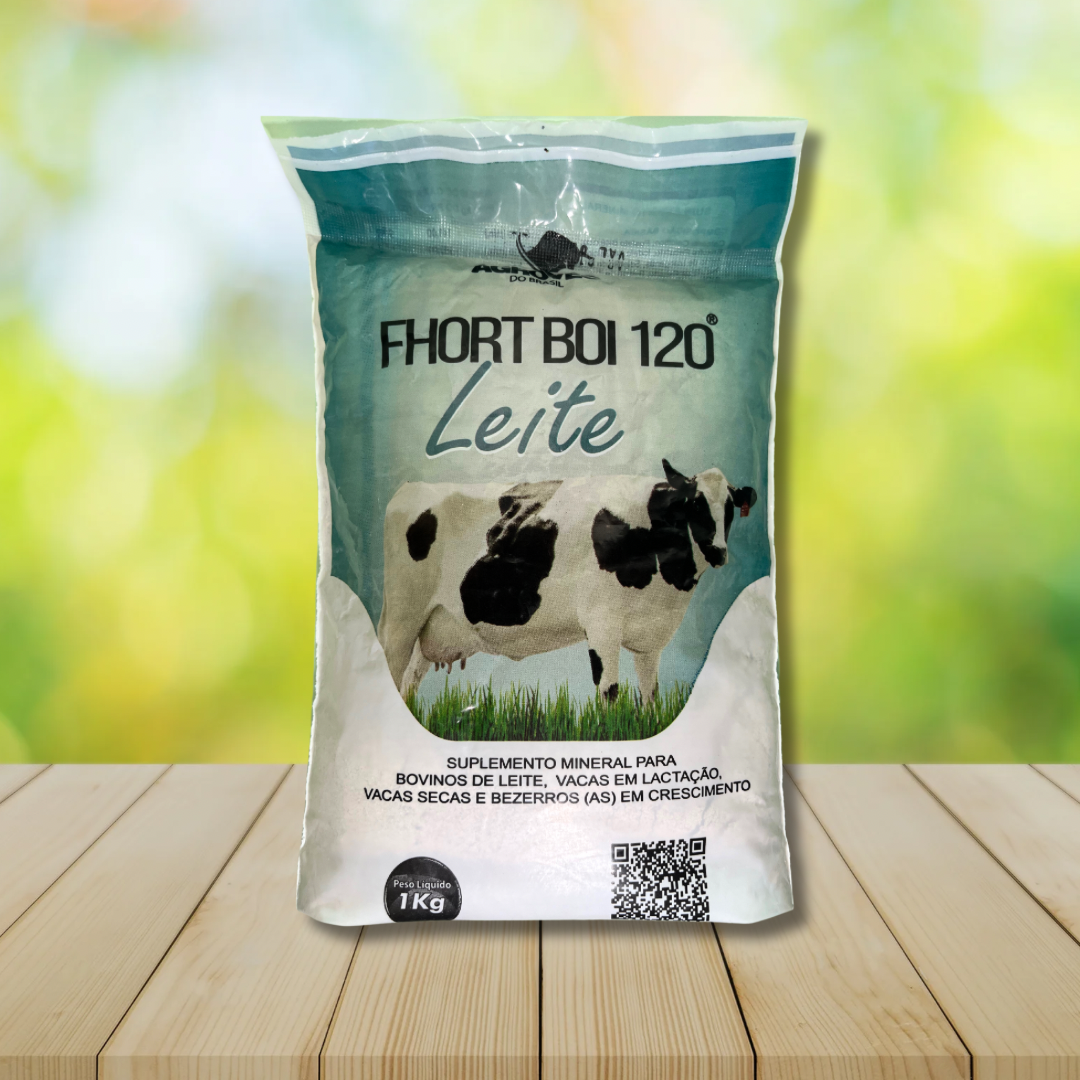 DO BRASIL
FHORT BOI 120®
Leite
SUPLEMENTO MINERAL PARA
BOVINOS DE LEITE, VACAS EM LACTAÇÃO,
VACAS SECAS E BEZERROS (AS) EM CRESCIMENTO
Peso Líquido
1Kg